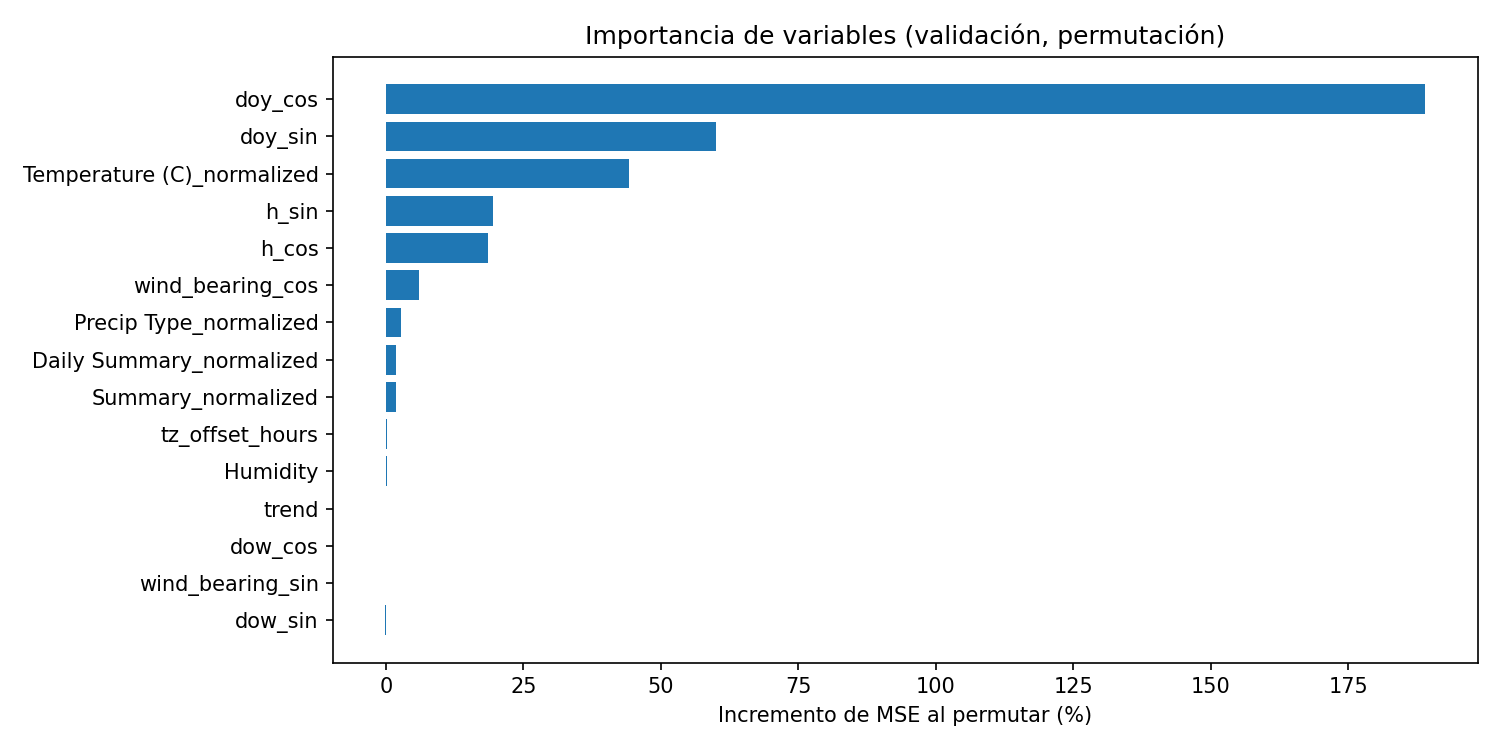 Importancia de variables (validación, permutación)
doy_cos
doy_sin
Temperature (C)_normalized
h_sin
h_cos
wind_bearing_cos
Precip Type_normalized
Daily Summary_normalized
Summary_normalized
tz_offset_hours
Humidity
trend
dow_cos
wind_bearing_sin
dow_sin
0 25 50 75 100 125 150 175
Incremento de MSE al permutar (%)